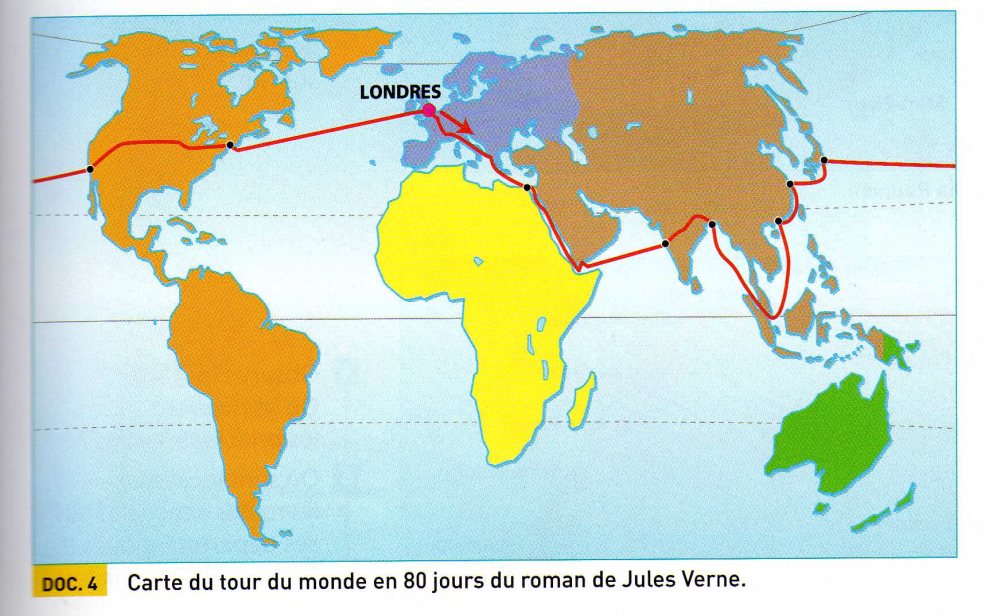 LONDRES
DOC. 4 Carte du tour du monde en 80 jours du roman de Jules Verne.